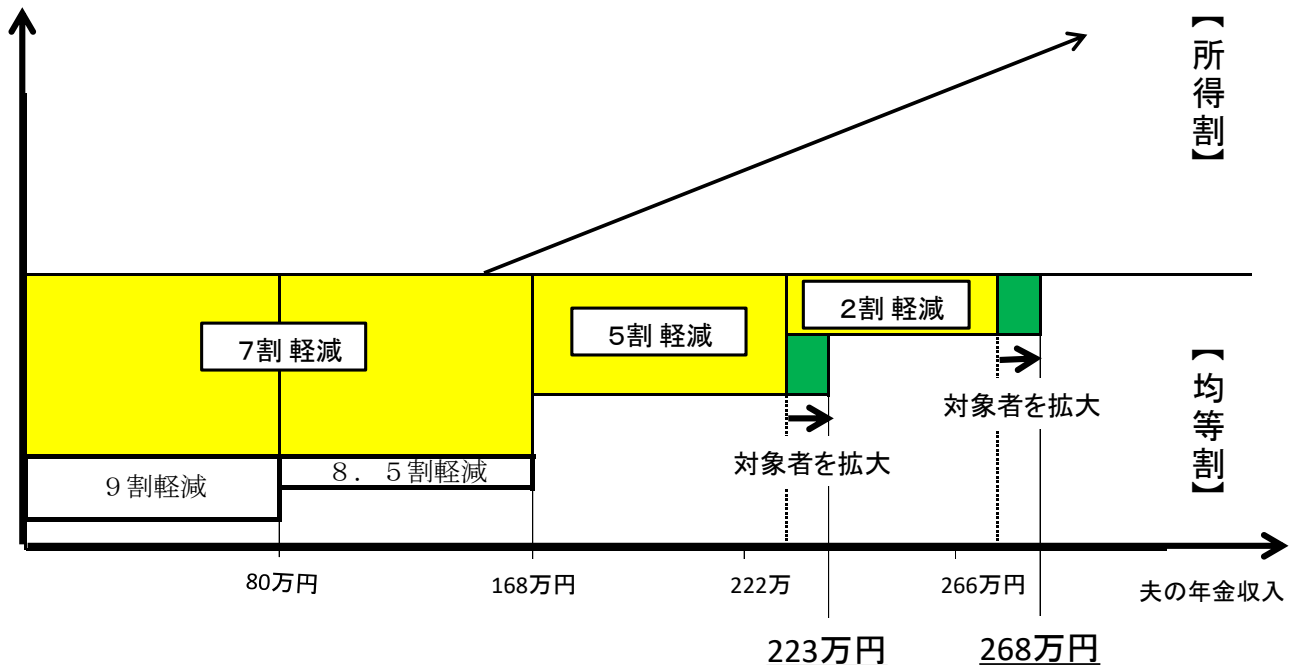 【所得割】
7割 軽減
5割 軽減
2割 軽減
【均等割】
9割軽減
8．5割軽減
対象者を拡大
対象者を拡大
80万円
168万円
222万
266万円
夫の年金収入
223万円
268万円